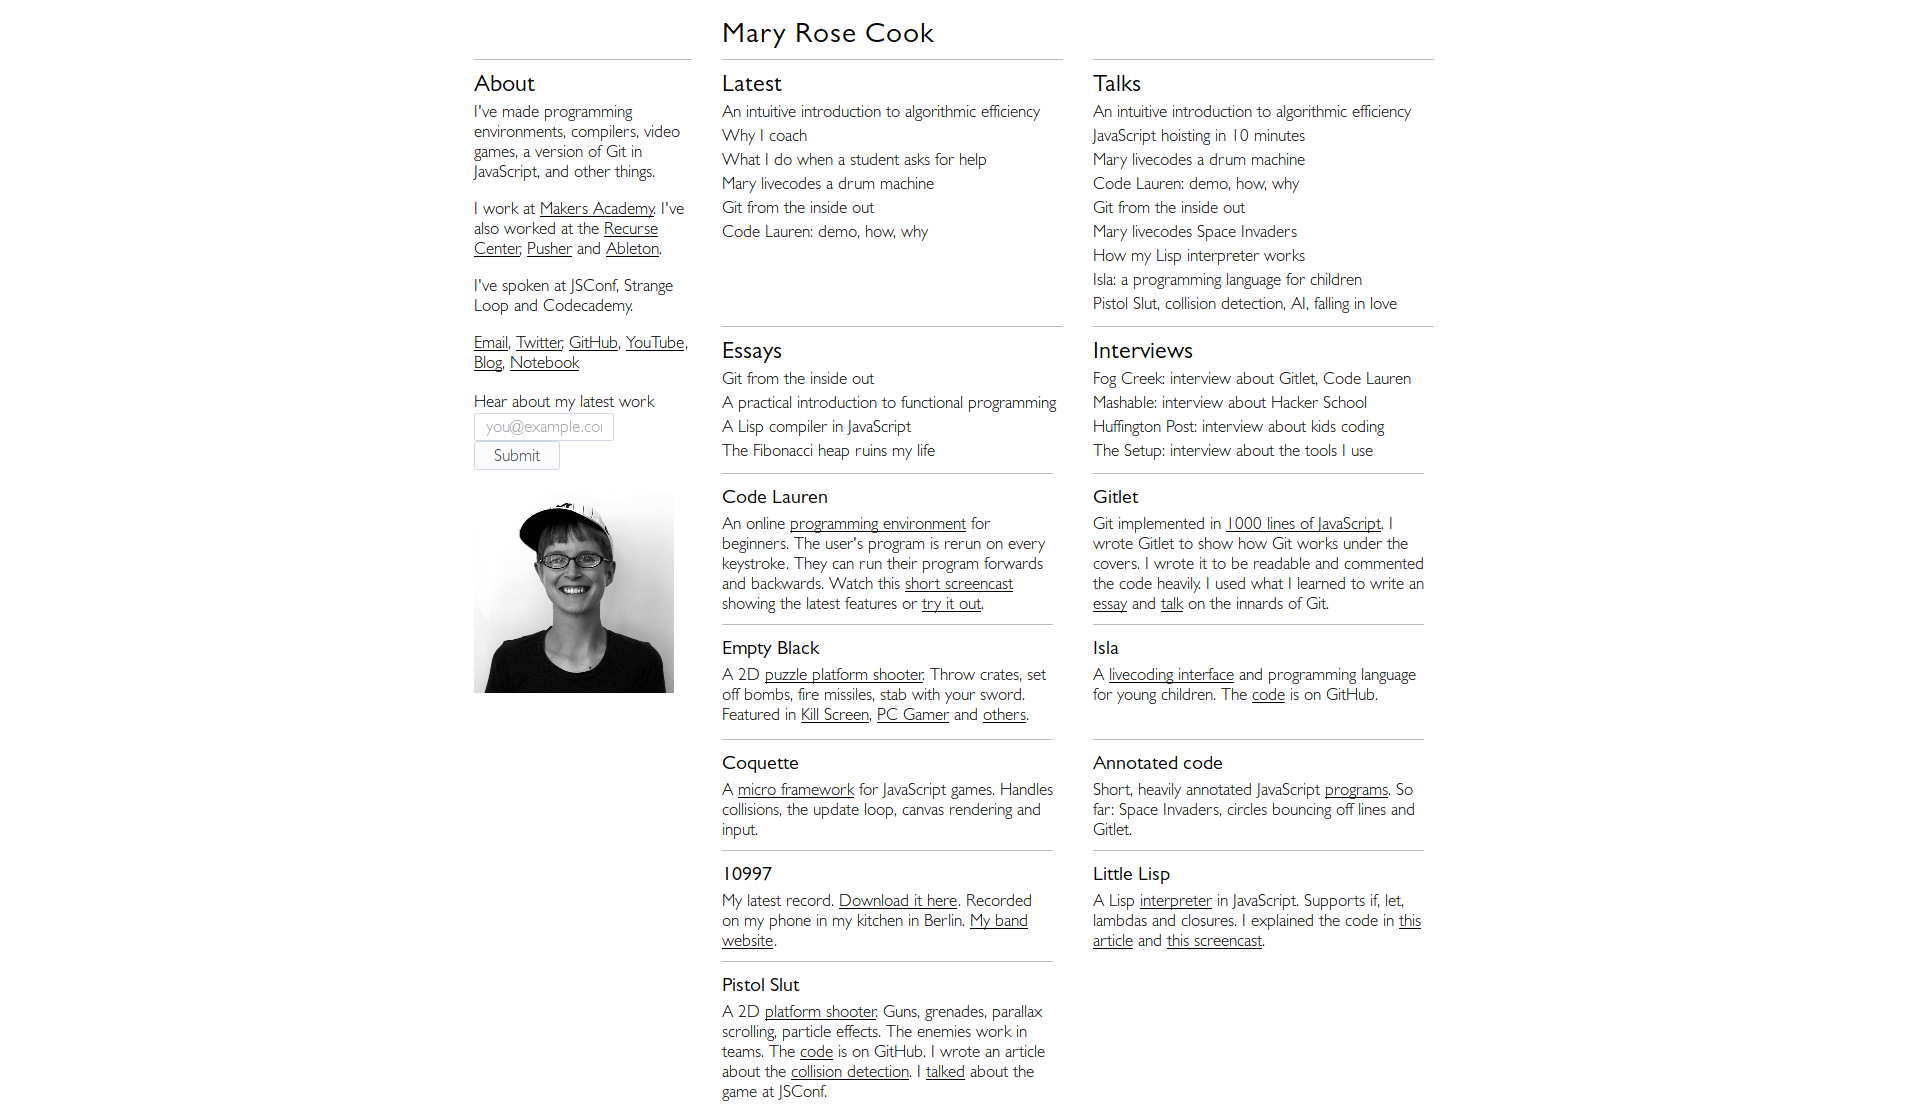 Mary Rose Cook
About
I've made programming
environments, compilers, video
games, a version of Git in
JavaScript, and other things.
I work at Makers Academy. I've
also worked at the Recurse
Center, Pusher and Ableton.
I've spoken at JSConf, Strange
Loop and Codecademy.
Email, Twitter, GitHub, YouTube,
Blog, Notebook
Hear about my latest work
you@example.co
Submit
Latest
An intuitive introduction to algorithmic efficiency
Why I coach
What I do when a student asks for help
Mary livecodes a drum machine
Git from the inside out
Code Lauren: demo, how, why
Talks
An intuitive introduction to algorithmic efficiency
JavaScript hoisting in 10 minutes
Mary livecodes a drum machine
Code Lauren: demo, how, why
Git from the inside out
Mary livecodes Space Invaders
How my Lisp interpreter works
Isla: a programming language for children
Pistol Slut, collision detection, AI, falling in love
Essays
Git from the inside out
A practical introduction to functional programming
A Lisp compiler in JavaScript
The Fibonacci heap ruins my life
Interviews
Fog Creek: interview about Gitlet, Code Lauren
Mashable: interview about Hacker School
Huffington Post: interview about kids coding
The Setup: interview about the tools I use
Code Lauren
An online programming environment for
beginners. The user's program is rerun on every
keystroke. They can run their program forwards
and backwards. Watch this short screencast
showing the latest features or try it out.
Gitlet
Git implemented in 1000 lines of JavaScript. I
wrote Gitlet to show how Git works under the
covers. I wrote it to be readable and commented
the code heavily. I used what I learned to write an
essay and talk on the innards of Git.
Empty Black
A 2D puzzle platform shooter. Throw crates, set
off bombs, fire missiles, stab with your sword.
Featured in Kill Screen, PC Gamer and others.
Isla
A livecoding interface and programming language
for young children. The code is on GitHub.
Coquette
A micro framework for JavaScript games. Handles
collisions, the update loop, canvas rendering and
input.
Annotated code
Short, heavily annotated JavaScript programs. So
far: Space Invaders, circles bouncing off lines and
Gitlet.
10997
My latest record. Download it here. Recorded
on my phone in my kitchen in Berlin. My band
website.
Little Lisp
A Lisp interpreter in JavaScript. Supports if, let,
lambdas and closures. I explained the code in this
article and this screencast.
Pistol Slut
A 2D platform shooter. Guns, grenades, parallax
scrolling, particle effects. The enemies work in
teams. The code is on GitHub. I wrote an article
about the collision detection. I talked about the
game at JSConf.